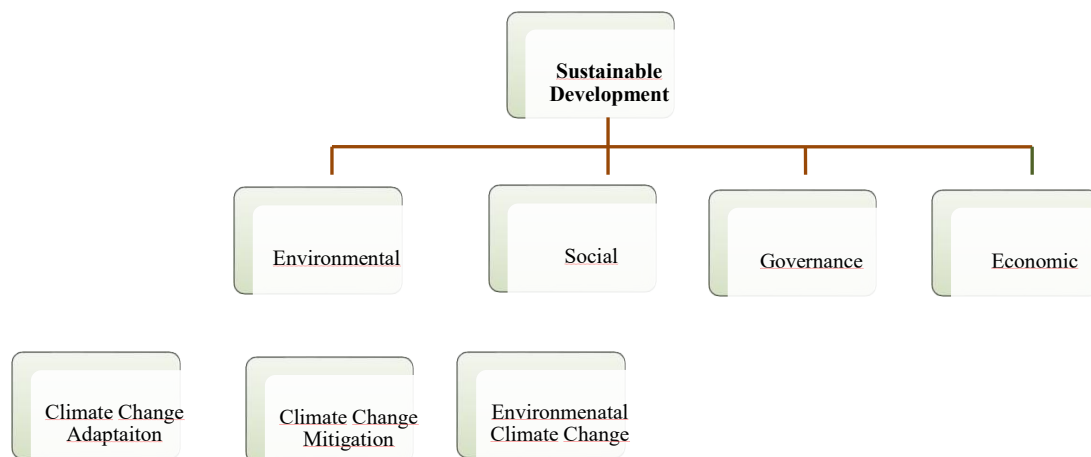 Sustainable
Development
Environmental
Social
Governance
Economic
Climate Change
Adaptaiton
Climate Change
Mitigation
Environmenatal
Climate Change